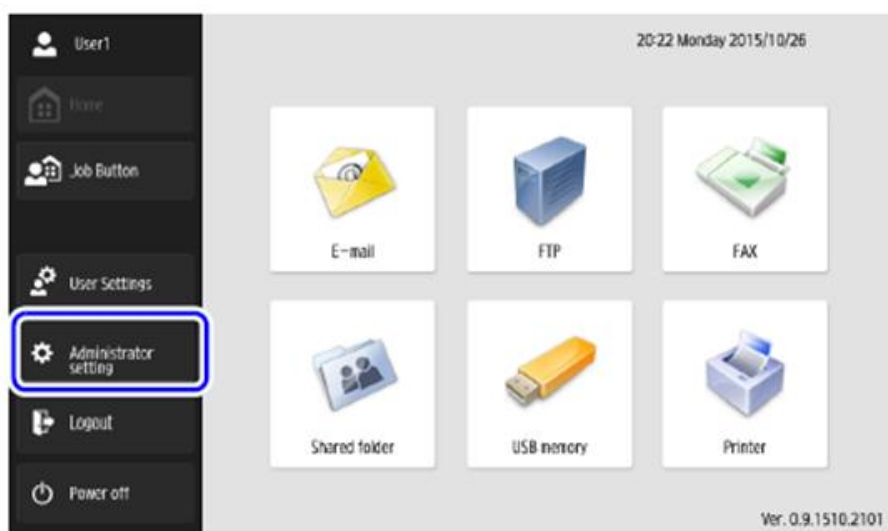 User1
20:22 Monday 2015/10/26
Home
Job Button
User Settings
Administrator
setting
Logout
Power off
E-mail
FTP
FAX
Shared folder
USB memory
Printer
Ver. 0.9.1510.2101